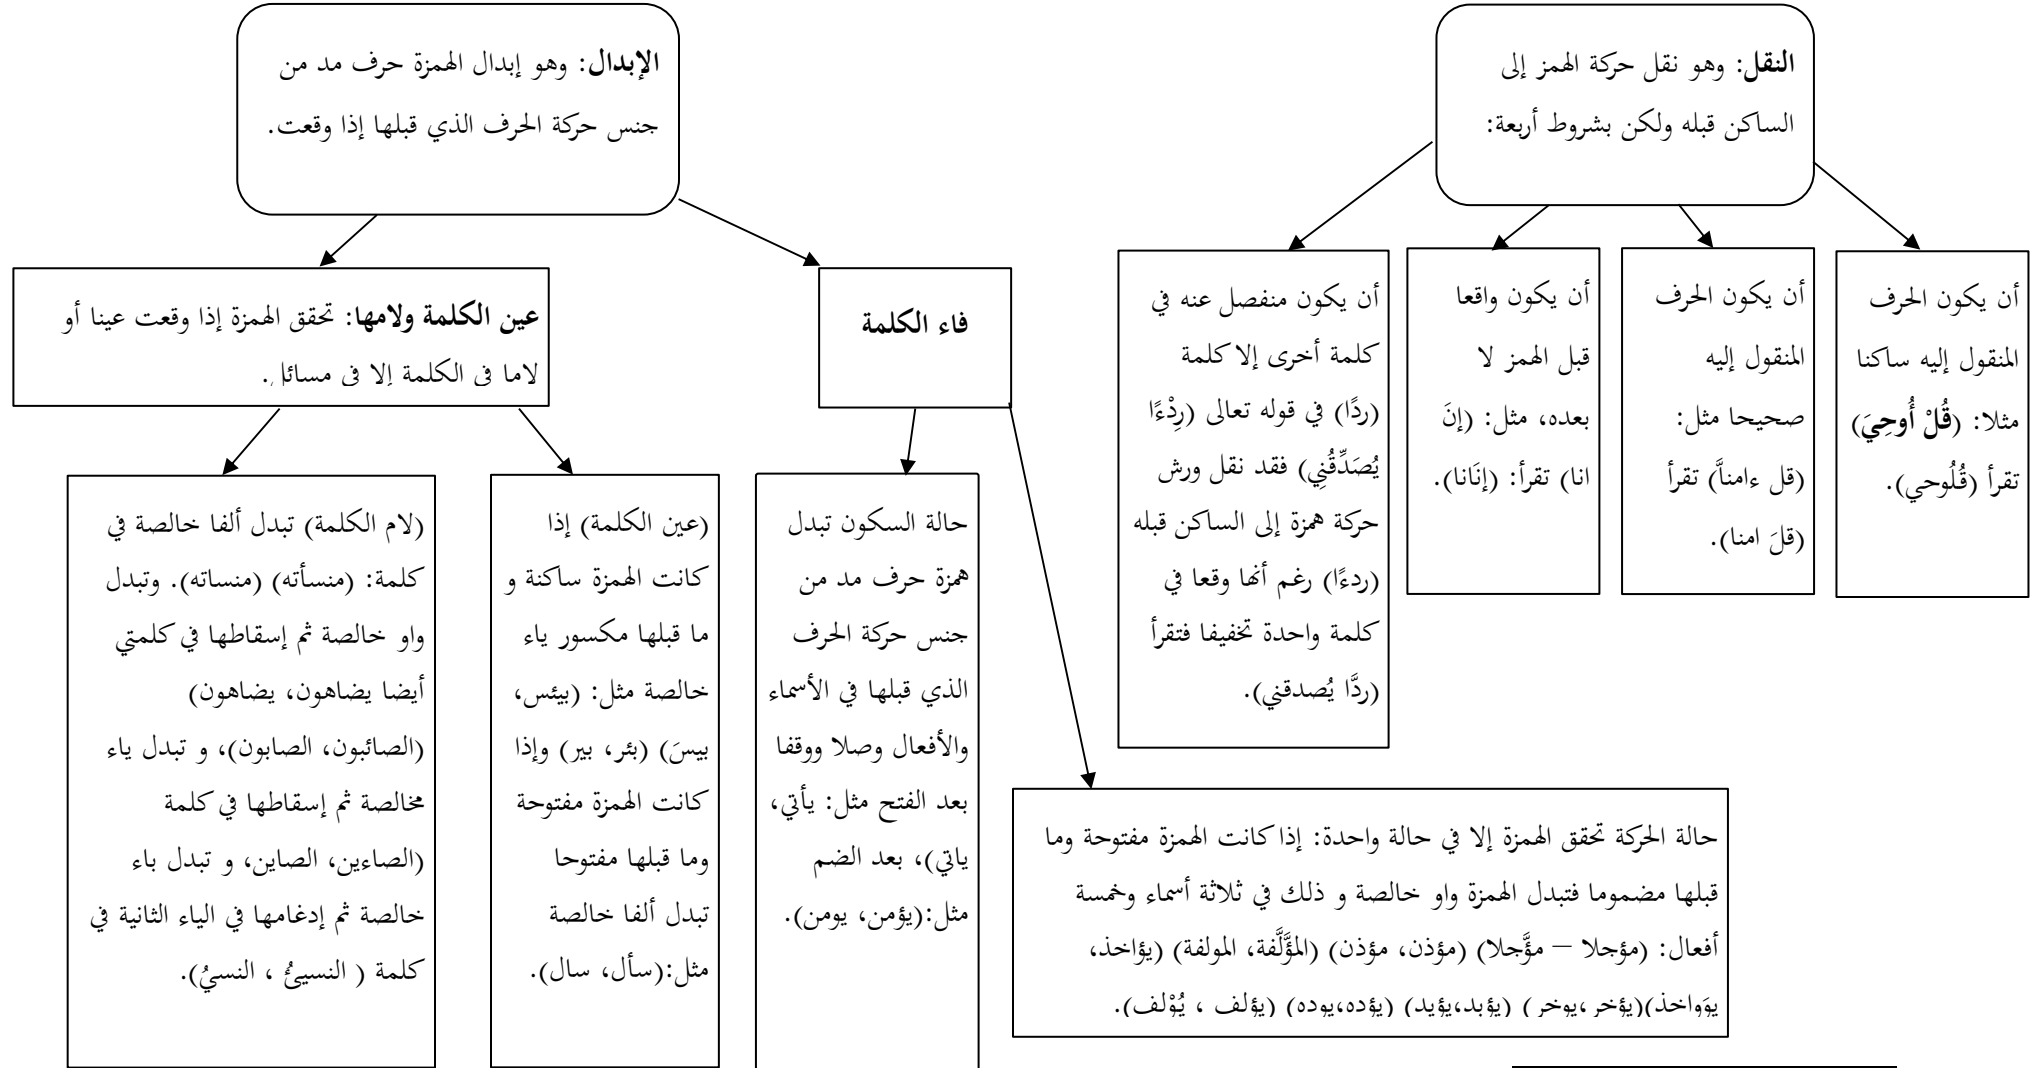 النقل: وهو نقل حركة الهمز إلى
الساكن قبله ولكن بشروط أربعة:
أن يكون الحرف
المنقول إليه ساكنا
مثلا: (قُلْ أُوحِيَ)
تقرأ (قُلُوحي).
أن يكون الحرف
المنقول إليه
صحيحا مثل:
(قل ءامنَّا) تقرأ
(قلَ امنا).
أن يكون واقعا
قبل الهمز لا
بعده، مثل: (إنَ
انا) تقرأ: (إنَانا).
أن يكون منفصل عنه في
كلمة أخرى إلا كلمة
(ردًا) في قوله تعالى (رِدْءًا
يُصَدِّقُنِي) فقد نقل ورش
حركة همزة إلى الساكن قبله
(ردءًا) رغم أنها وقعا في
كلمة واحدة تخفيفا فتقرأ
(ردًّا يُصدقني).
الإبدال: وهو إبدال الهمزة حرف مد من
جنس حركة الحرف الذي قبلها إذا وقعت.
فاء الكلمة
حالة الحركة تحقق الهمزة إلا في حالة واحدة: إذا كانت الهمزة مفتوحة وما
قبلها مضموما فتبدل الهمزة واو خالصة و ذلك في ثلاثة أسماء وخمسة
أفعال: (مؤجلا – مؤَّجلا) (مؤذن، مؤذن) (المؤَّلَّفة، المولفة) (يؤاخذ،
يوَواخذ)(يؤخر ،يوخر ) (يؤبد،يؤيد) (يؤده،يوده) (يؤلف ، يُوْلف).
حالة السكون تبدل
همزة حرف مد من
جنس حركة الحرف
الذي قبلها في الأسماء
والأفعال وصلا ووقفا
بعد الفتح مثل: يأتي،
ياتي)، بعد الضم
مثل:(يؤمن، يومن).
عين الكلمة ولامها: تحقق الهمزة إذا وقعت عينا أو
لاما في الكلمة إلا في مسائل.
(عين الكلمة) إذا
كانت الهمزة ساكنة و
ما قبلها مكسور ياء
خالصة مثل: (بيئس،
بيسَ) (بئر، بير) وإذا
كانت الهمزة مفتوحة
وما قبلها مفتوحا
تبدل ألفا خالصة
مثل:(سأل، سال).
(لام الكلمة) تبدل ألفا خالصة في
كلمة: (منسأته) (منساته). وتبدل
واو خالصة ثم إسقاطها في كلمتي
أيضا يضاهون، يضاهون)
(الصائبون، الصابون)، و تبدل ياء
مخالصة ثم إسقاطها في كلمة
(الصاءين، الصاين، و تبدل باء
خالصة ثم إدغامها في الياء الثانية في
كلمة ( النسيئُ ، النسيُ).